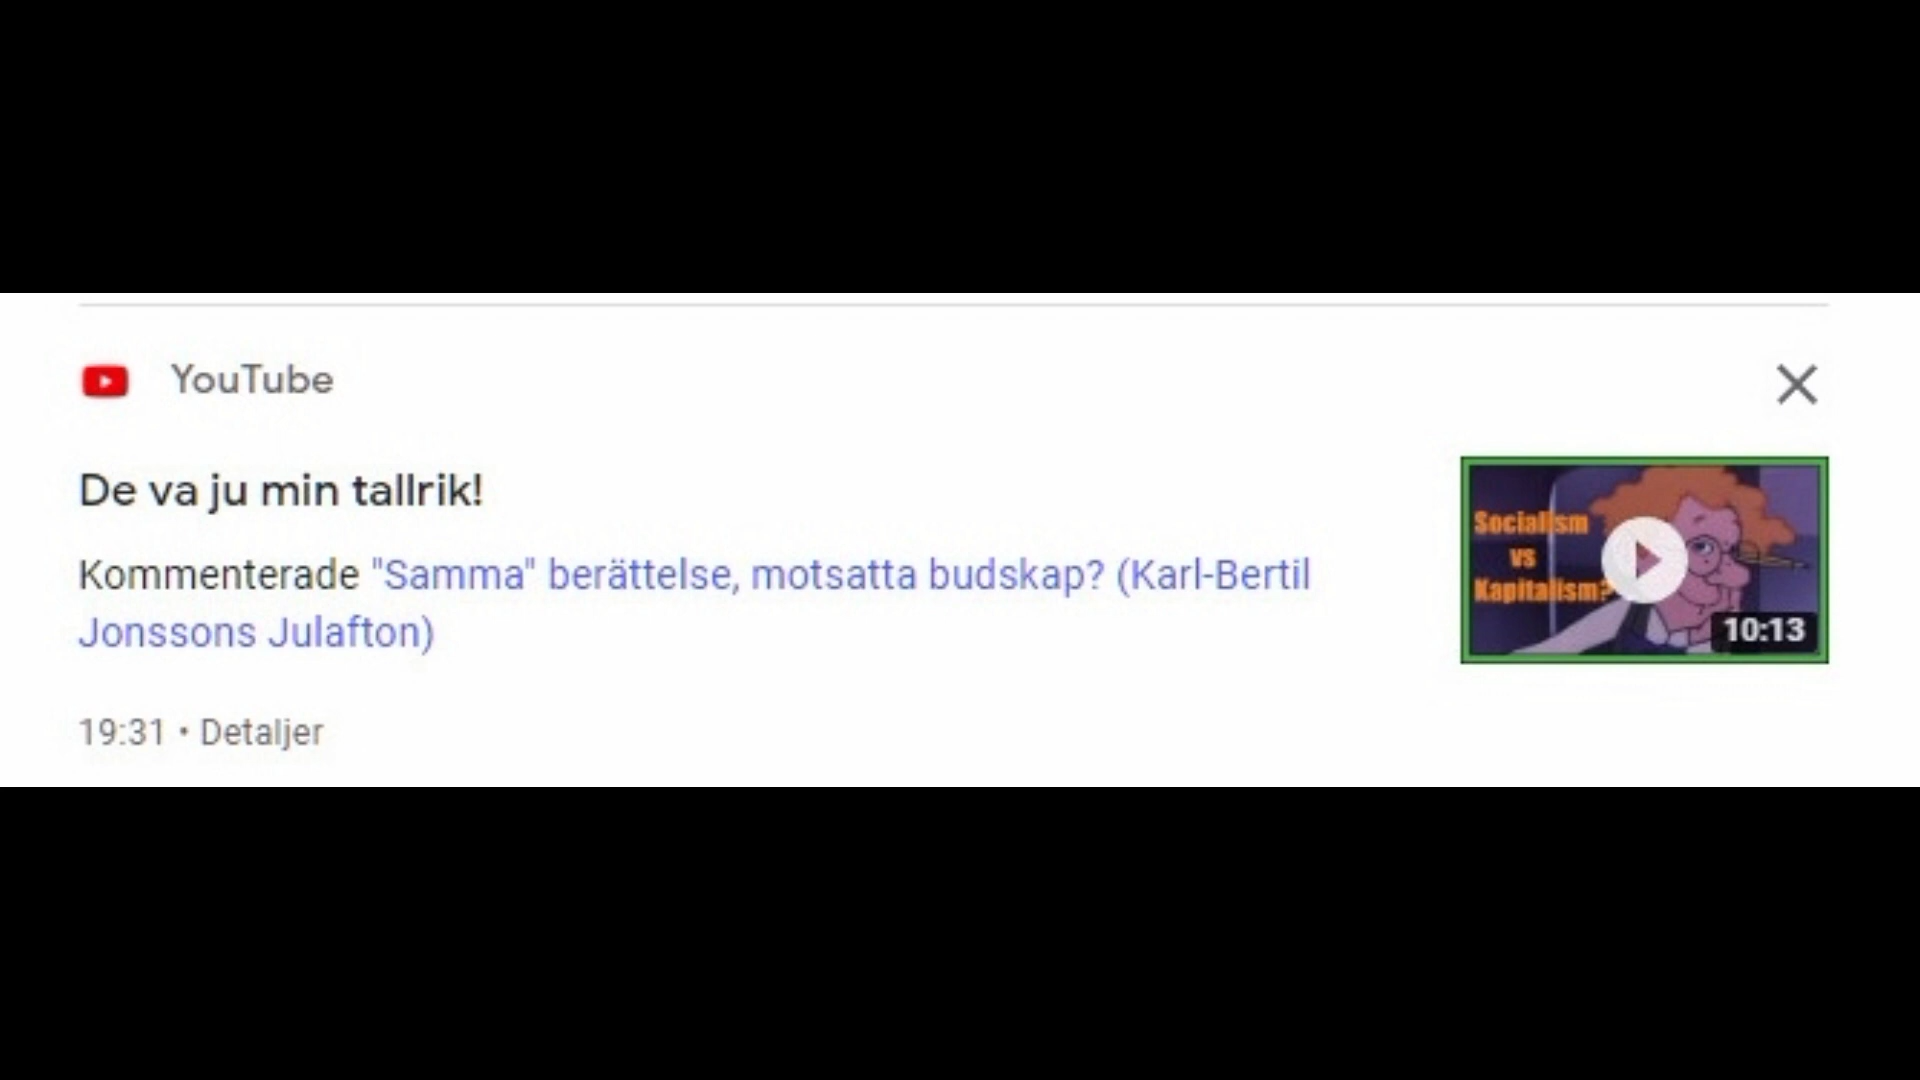 YouTube
De va ju min tallrik!
Kommenterade "Samma" berättelse, motsatta budskap? (Karl-Bertil
Jonssons Julafton)
Socialism
vs
Kapitalism?
10:13
19:31 • Detaljer